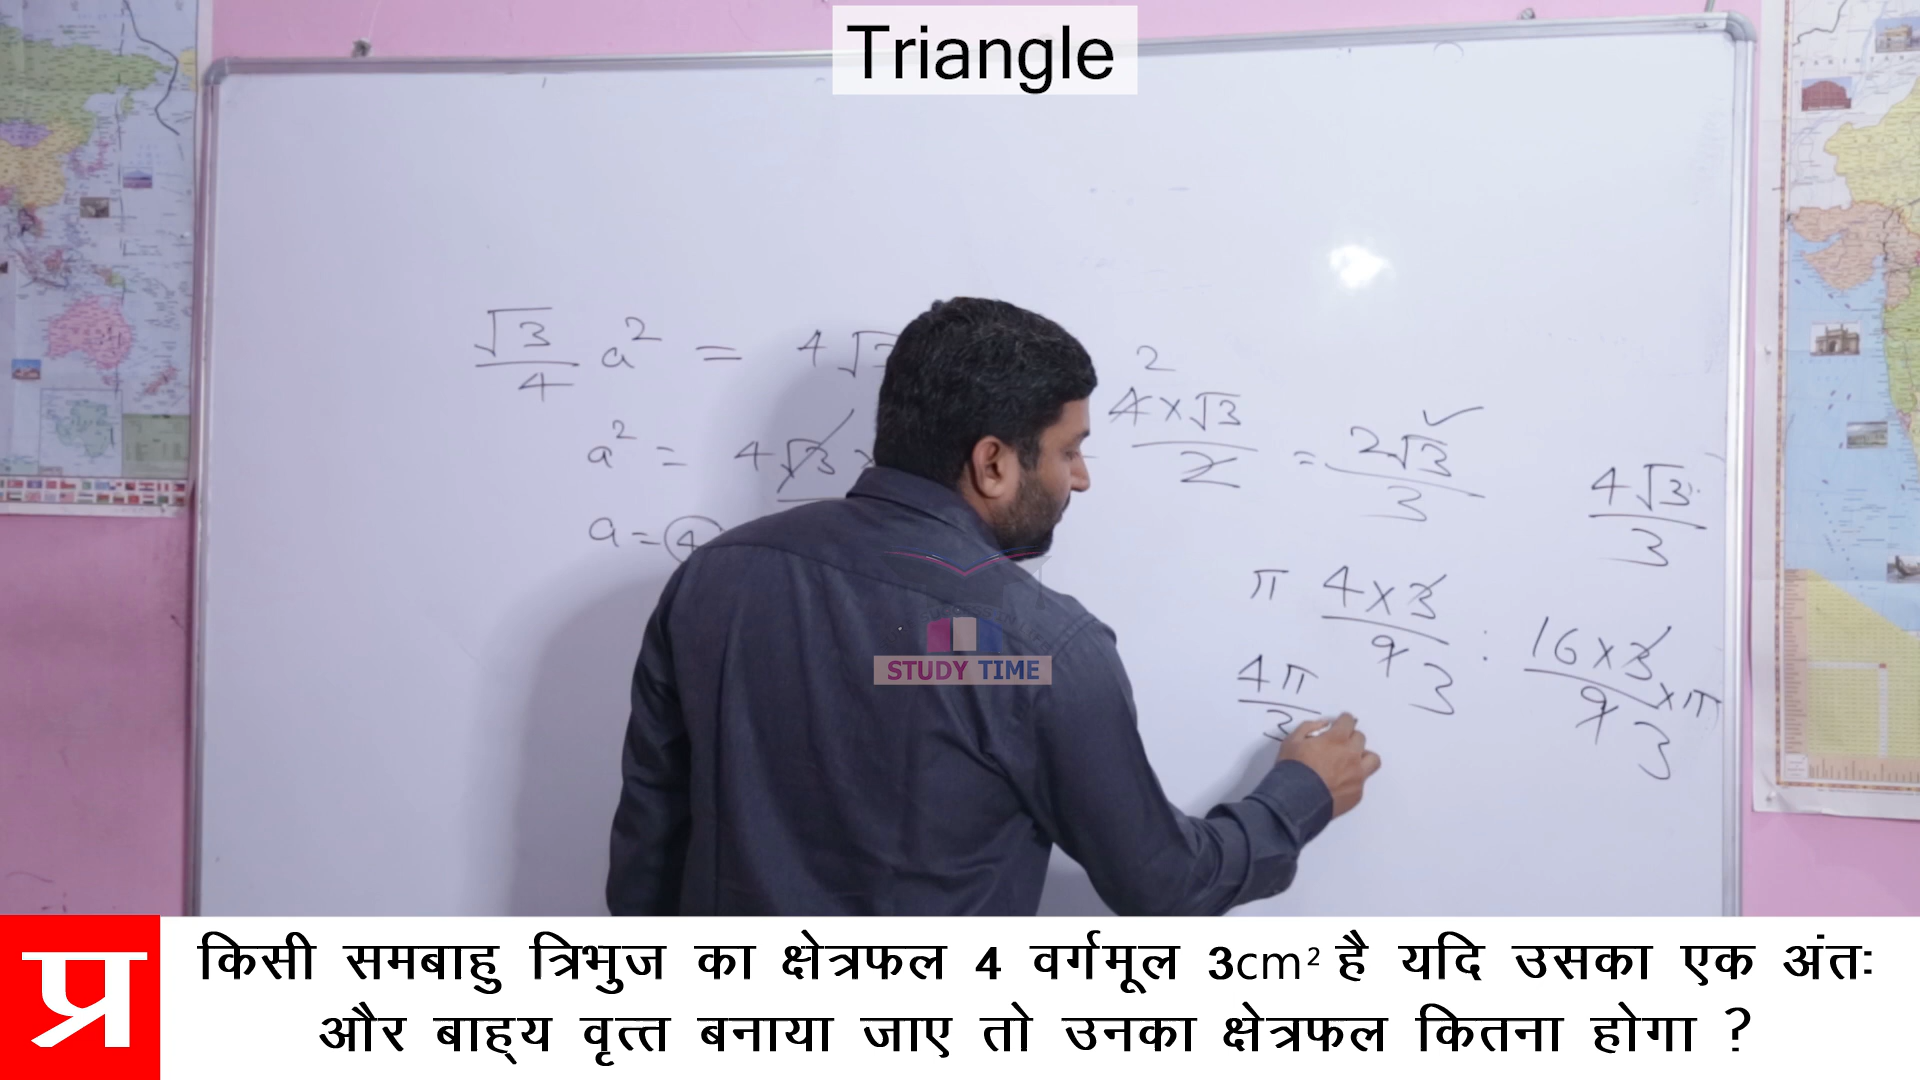 Triangle
√3/4 a² = 4√
a² = 4√3 ×
a = 4
2
4×√3/2 = 2√3/3
4√3/3
π 4×3/9 3 : 16×3/9 3 ×π
4π/3
STUDY TIME
प्र
किसी समबाहु त्रिभुज का क्षेत्रफल 4 वर्गमूल 3cm² है यदि उसका एक अंतः
और बाह्य वृत्त बनाया जाए तो उनका क्षेत्रफल कितना होगा ?